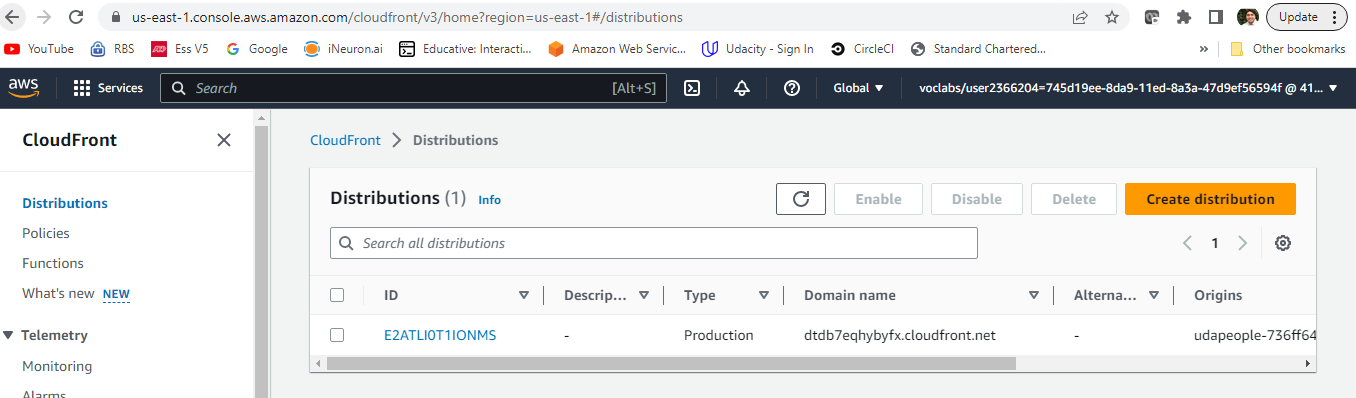 us-east-1.console.aws.amazon.com/cloudfront/v3/home?region=us-east-1#/distributions
Update
YouTube RBS Ess V5 Google iNeuron.ai Educative: Interacti... Amazon Web Servic... Udacity - Sign In CircleCI Standard Chartered... » Other bookmarks
aws Services Search [Alt+S] Global voclabs/user2366204=745d19ee-8da9-11ed-8a3a-47d9ef56594f @ 41...
CloudFront
CloudFront > Distributions
Distributions (1) Info
Enable Disable Delete Create distribution
Search all distributions
1
ID Descrip... Type Domain name Alterna... Origins
E2ATLI0T1IONMS - Production dtdb7eqhybyfx.cloudfront.net - udapeople-736ff64
Distributions
Policies
Functions
What's new NEW
Telemetry
Monitoring
Alarms